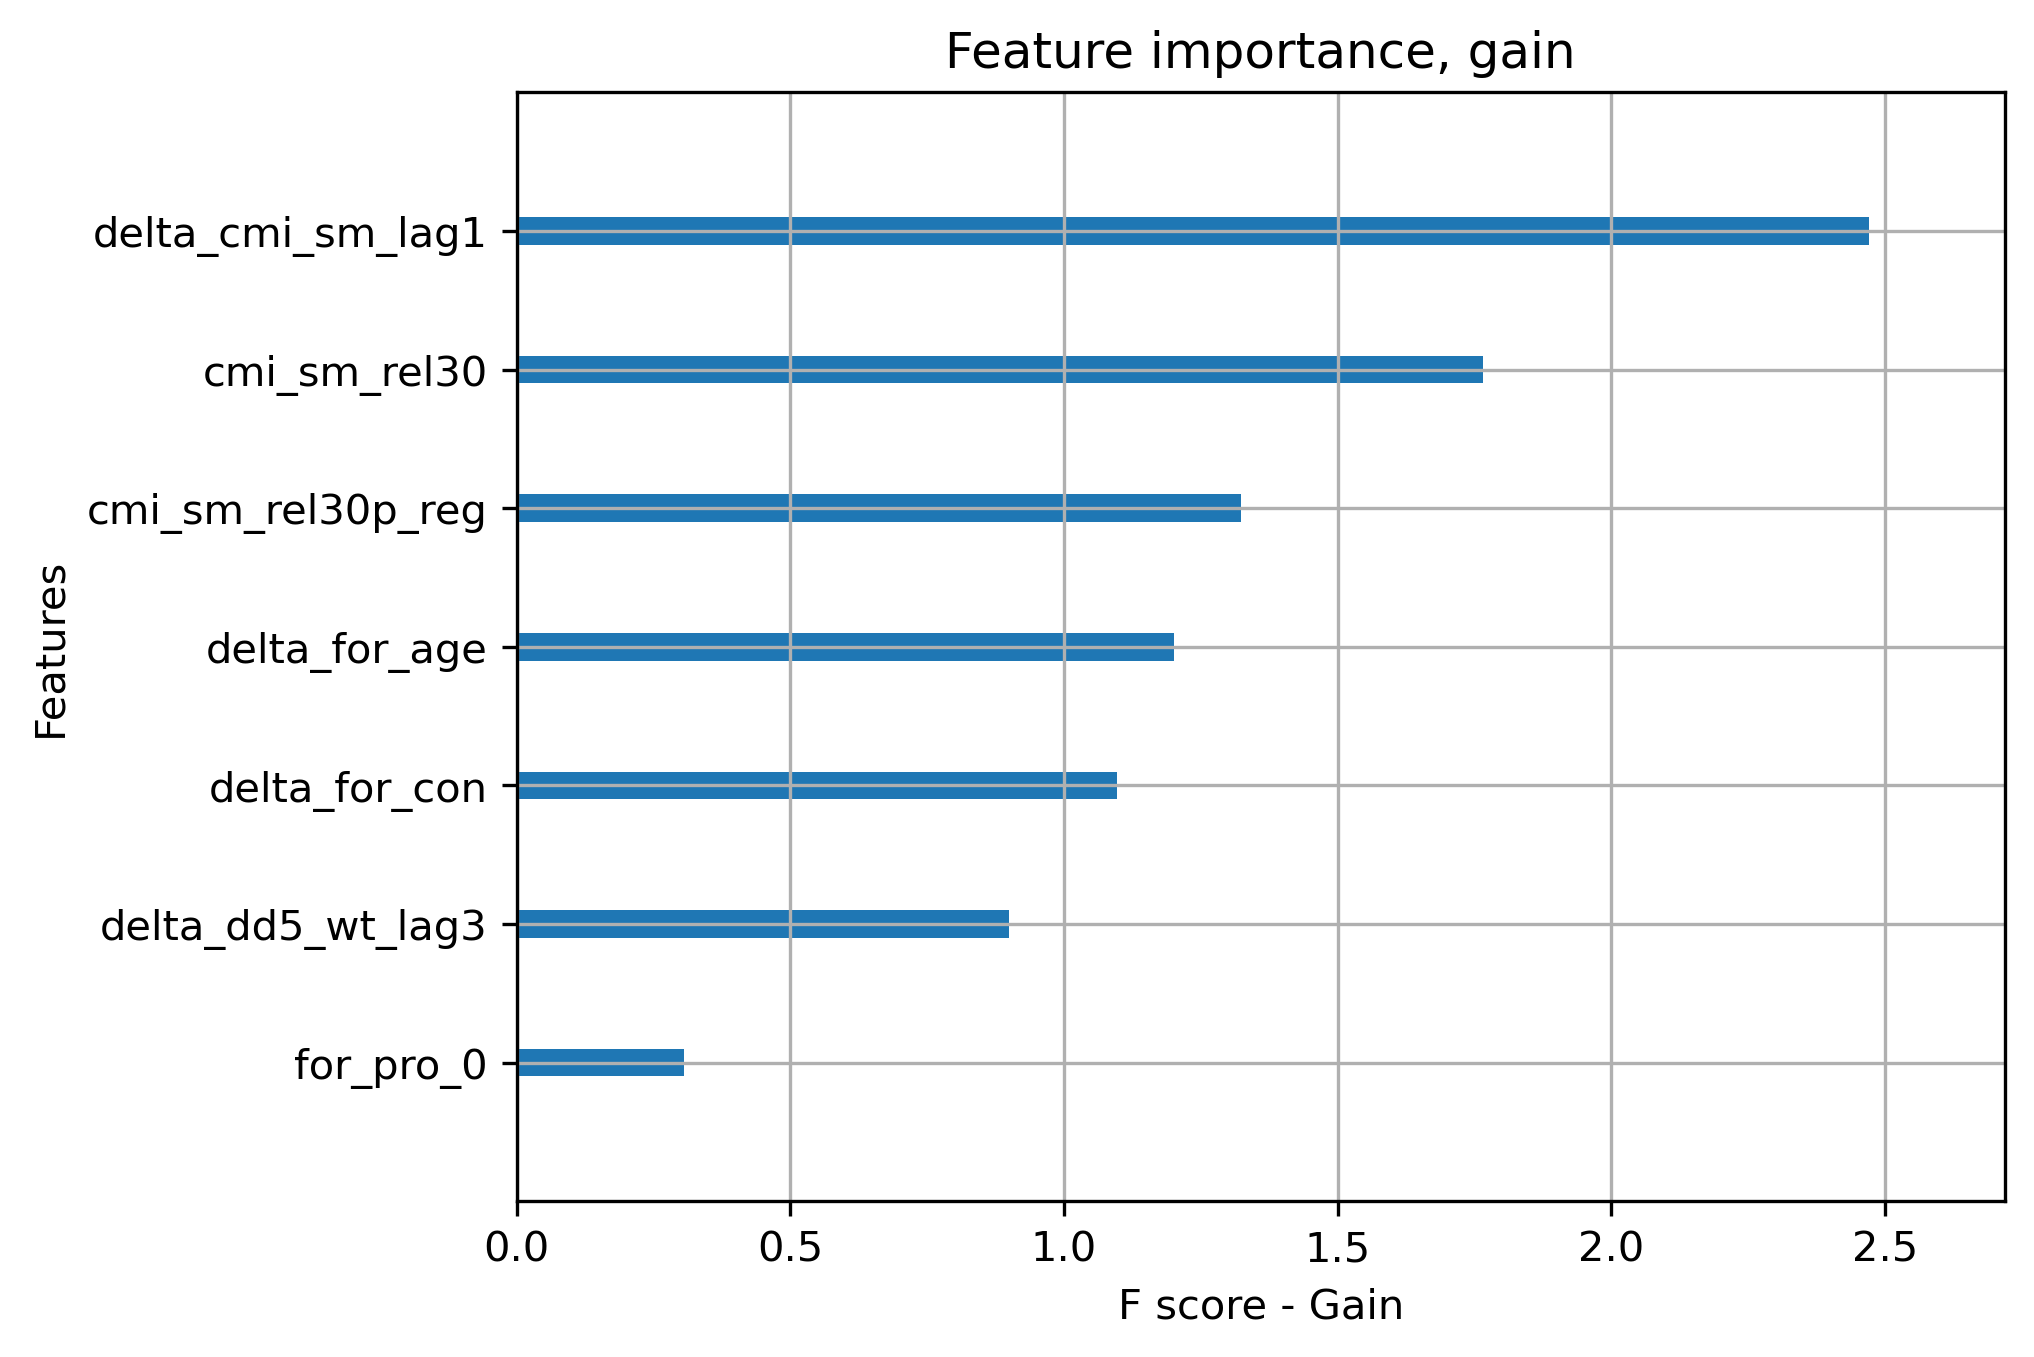 Feature importance, gain
delta_cmi_sm_lag1
cmi_sm_rel30
cmi_sm_rel30p_reg
delta_for_age
delta_for_con
delta_dd5_wt_lag3
for_pro_0
Features
0.0 0.5 1.0 1.5 2.0 2.5
F score - Gain